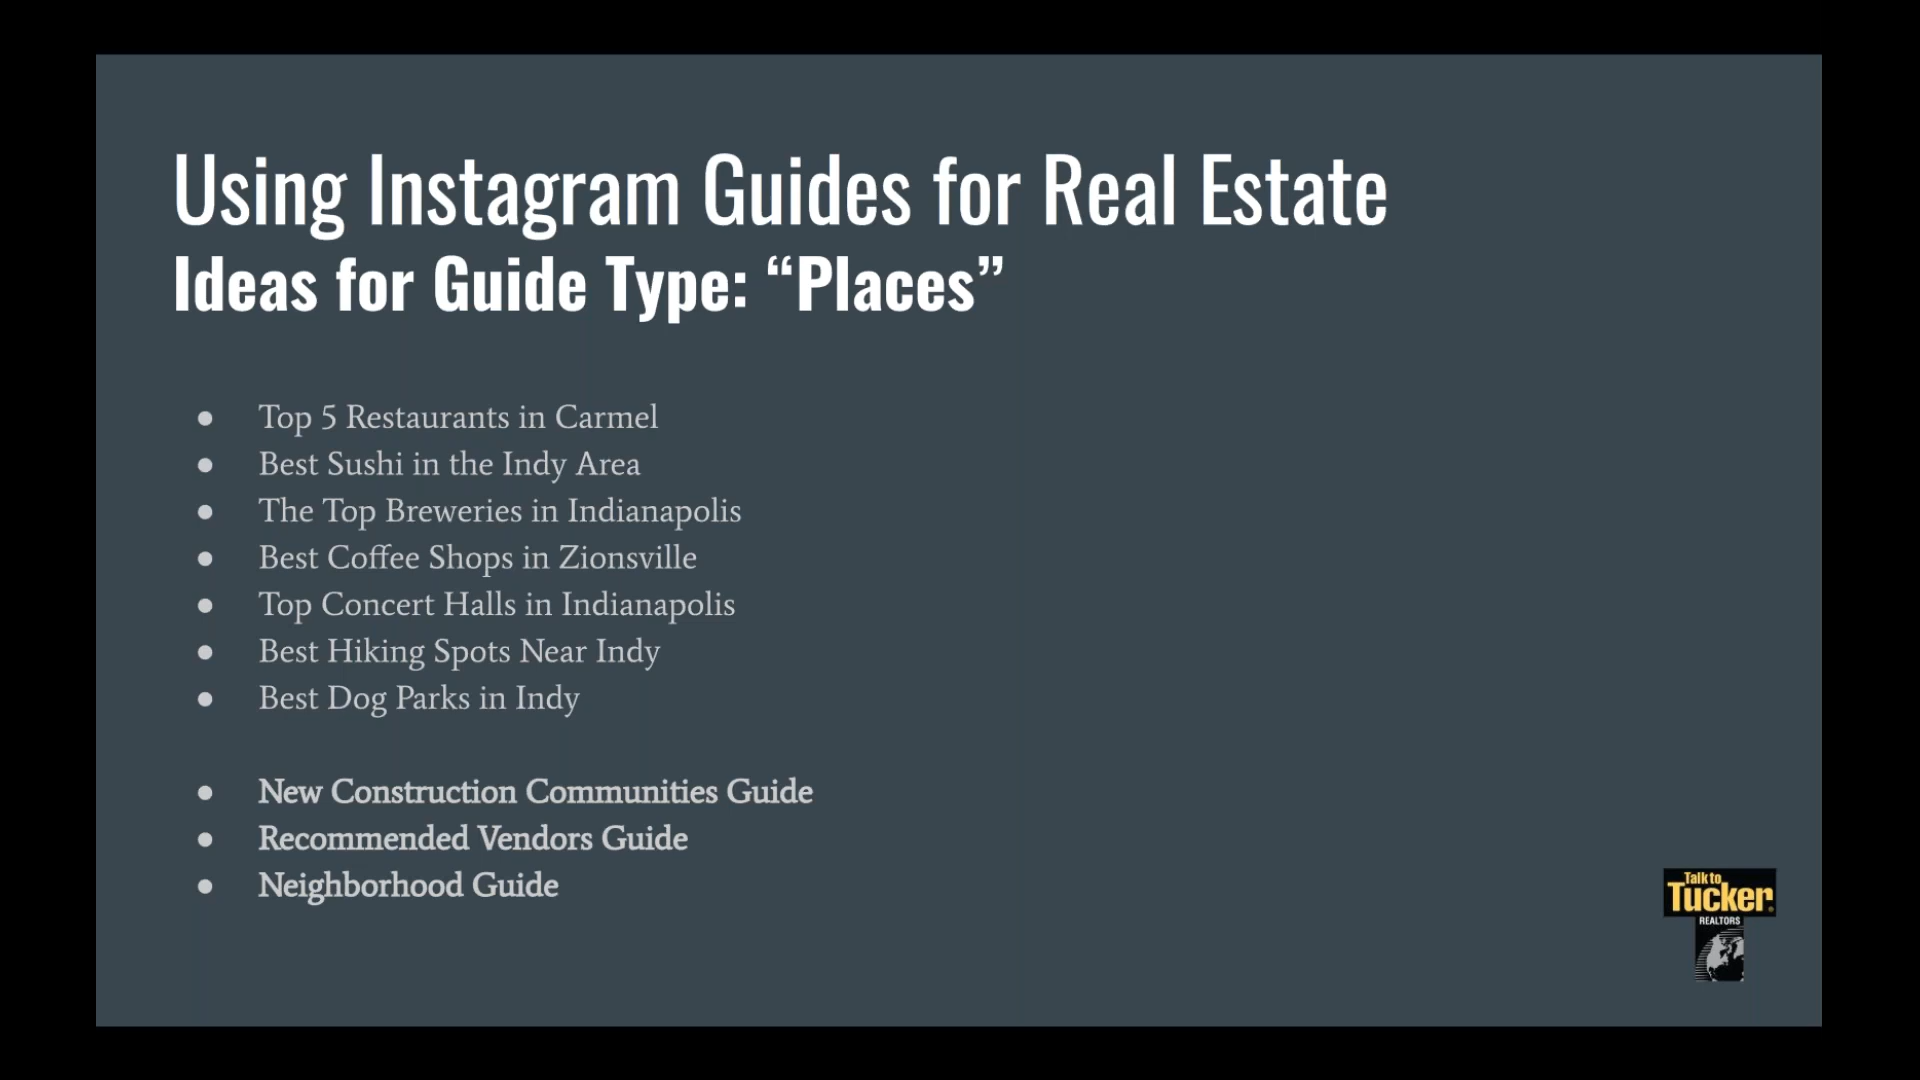 Using Instagram Guides for Real Estate
Ideas for Guide Type: “Places”
● Top 5 Restaurants in Carmel
● Best Sushi in the Indy Area
● The Top Breweries in Indianapolis
● Best Coffee Shops in Zionsville
● Top Concert Halls in Indianapolis
● Best Hiking Spots Near Indy
● Best Dog Parks in Indy
● New Construction Communities Guide
● Recommended Vendors Guide
● Neighborhood Guide
Talk to
Tucker®
REALTORS